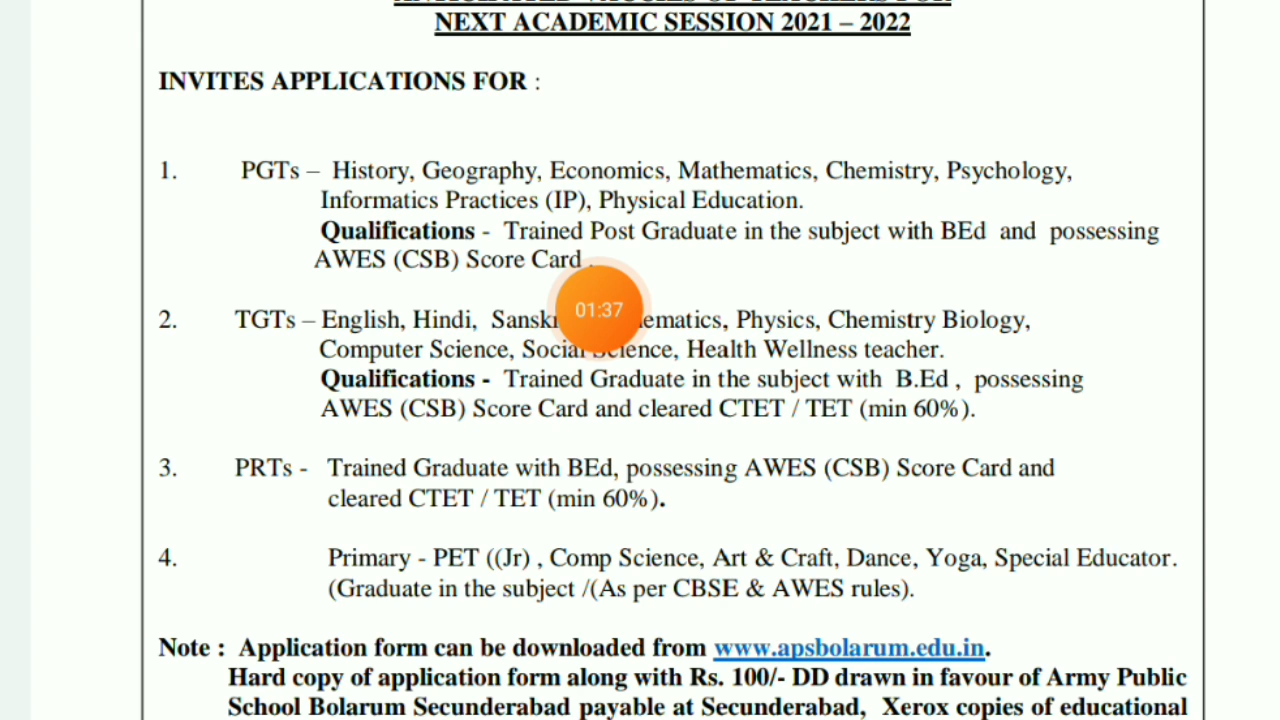 NEXT ACADEMIC SESSION 2021 – 2022
INVITES APPLICATIONS FOR :
1. PGTs – History, Geography, Economics, Mathematics, Chemistry, Psychology,
Informatics Practices (IP), Physical Education.
Qualifications - Trained Post Graduate in the subject with BEd and possessing
AWES (CSB) Score Card
01:37
2. TGTs – English, Hindi, Physics, Chemistry Biology,
Computer Science, Social Science, Health Wellness teacher.
Qualifications - Trained Graduate in the subject with B.Ed , possessing
AWES (CSB) Score Card and cleared CTET / TET (min 60%).
3. PRTs - Trained Graduate with BEd, possessing AWES (CSB) Score Card and
cleared CTET / TET (min 60%).
4. Primary - PET ((Jr) , Comp Science, Art & Craft, Dance, Yoga, Special Educator.
(Graduate in the subject /(As per CBSE & AWES rules).
Note : Application form can be downloaded from www.apsbolarum.edu.in.
Hard copy of application form along with Rs. 100/- DD drawn in favour of Army Public
School Bolarum Secunderabad payable at Secunderabad, Xerox copies of educational